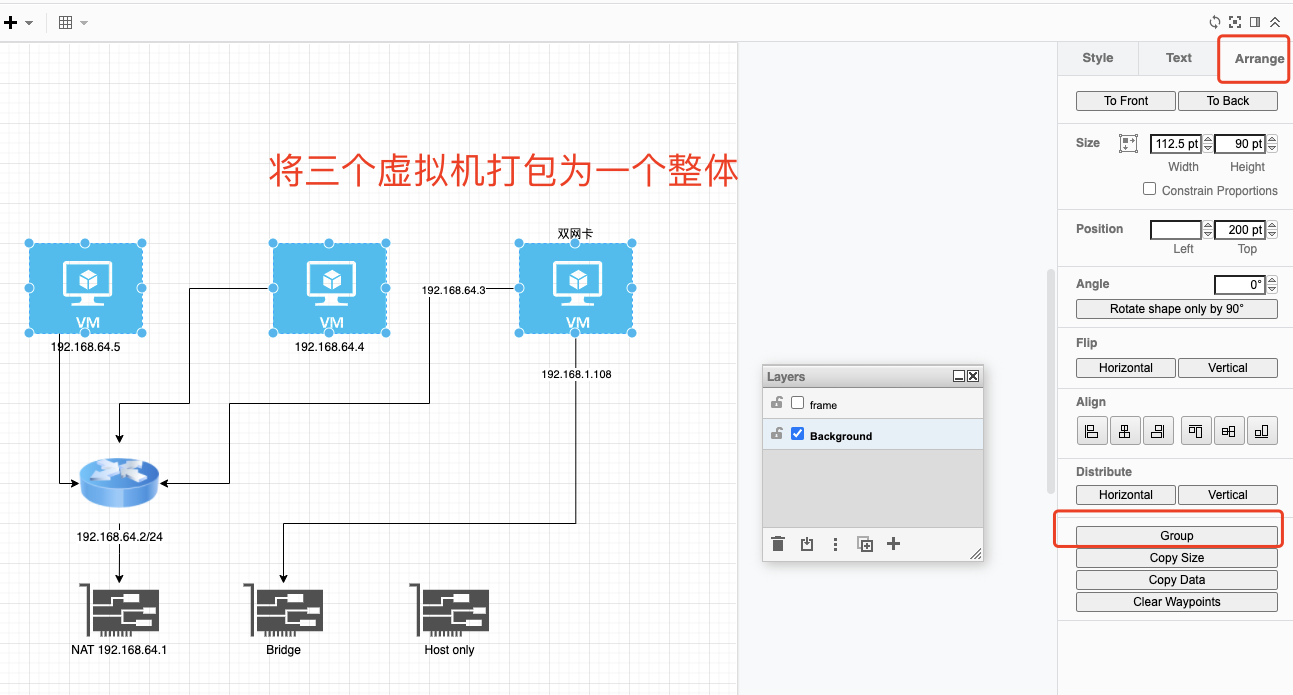 Style Text Arrange
To Front To Back
Size 112.5 pt 90 pt
Width Height
Constrain Proportions
将三个虚拟机打包为一个整体
Position 200 pt
Left Top
双网卡
Angle 0°
Rotate shape only by 90°
192.168.64.3
VM VM VM
192.168.64.5 192.168.64.4
Flip
Horizontal Vertical
192.168.1.108
Layers
frame
Background
Align
Distribute
Horizontal Vertical
192.168.64.2/24
Group
Copy Size
Copy Data
Clear Waypoints
NAT 192.168.64.1 Bridge Host only